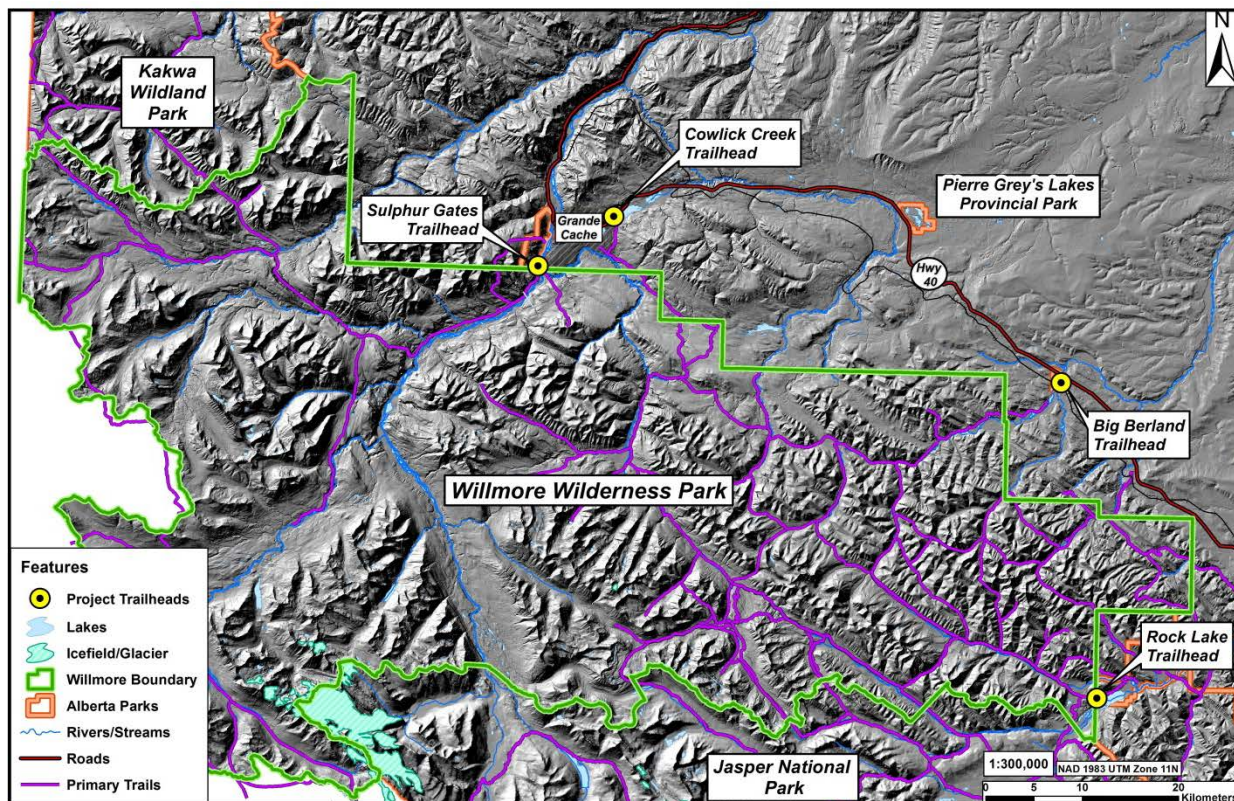 N
Kakwa
Wildland
Park
Cowlick Creek
Trailhead
Pierre Grey's Lakes
Provincial Park
Sulphur Gates
Trailhead
Grande
Cache
Hwy
40
Big Berland
Trailhead
Willmore Wilderness Park
Rock Lake
Trailhead
Jasper National
Park
Features
Project Trailheads
Lakes
Icefield/Glacier
Willmore Boundary
Alberta Parks
Rivers/Streams
Roads
Primary Trails
1:300,000
NAD 1983 UTM Zone 11N
0 5 10 20
Kilometers